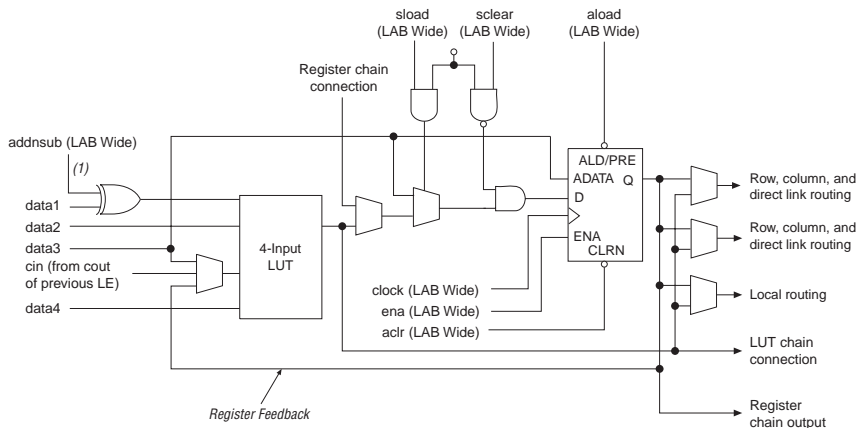 sload
(LAB Wide)
sclear
(LAB Wide)
aload
(LAB Wide)
Register chain
connection
addnsub (LAB Wide)
(1)
data1
data2
data3
cin (from cout
of previous LE)
data4
4-Input
LUT
ALD/PRE
ADATA Q
D
ENA
CLRN
clock (LAB Wide)
ena (LAB Wide)
aclr (LAB Wide)
Row, column, and
direct link routing
Row, column, and
direct link routing
Local routing
LUT chain
connection
Register
chain output
Register Feedback